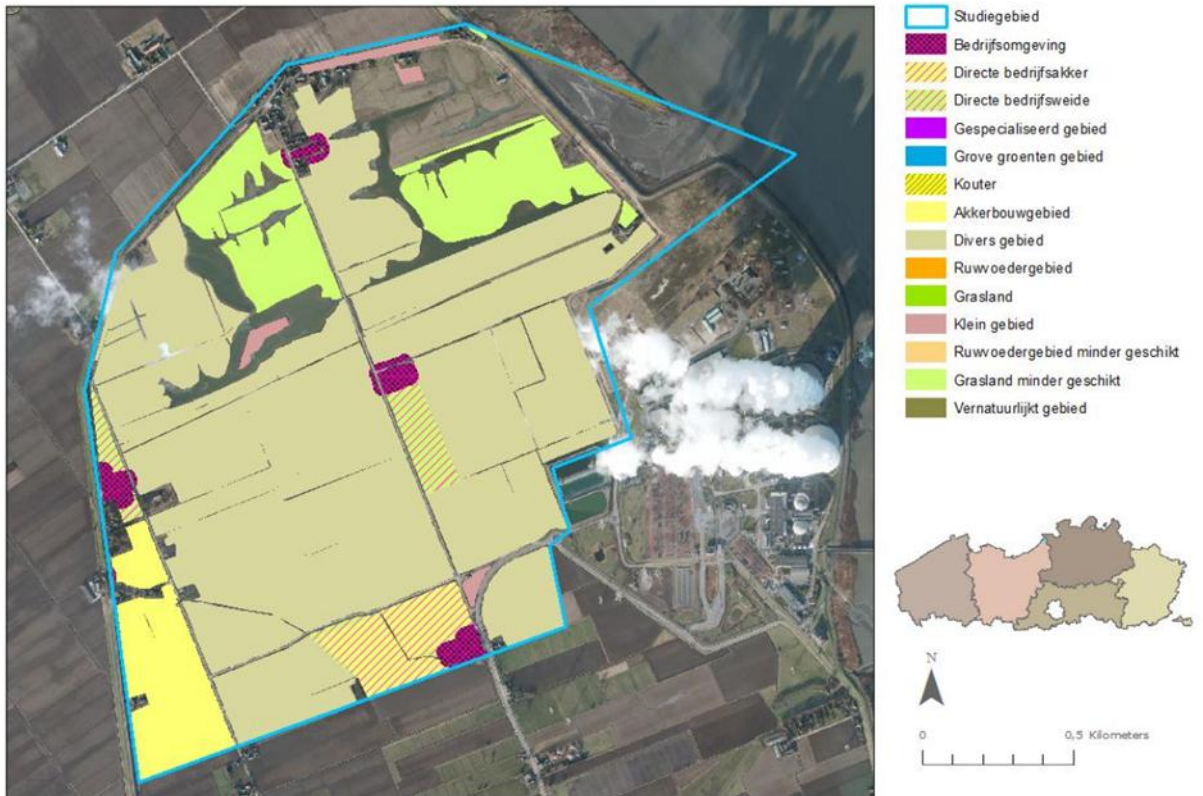 Studiegebied
Bedrijfsomgeving
Directe bedrijfsakker
Directe bedrijfsweide
Gespecialiseerd gebied
Grove groenten gebied
Kouter
Akkerbouwgebied
Divers gebied
Ruwvoedergebied
Grasland
Klein gebied
Ruwvoedergebied minder geschikt
Grasland minder geschikt
Vernatuurlijkt gebied
N
0 0,5 Kilometers